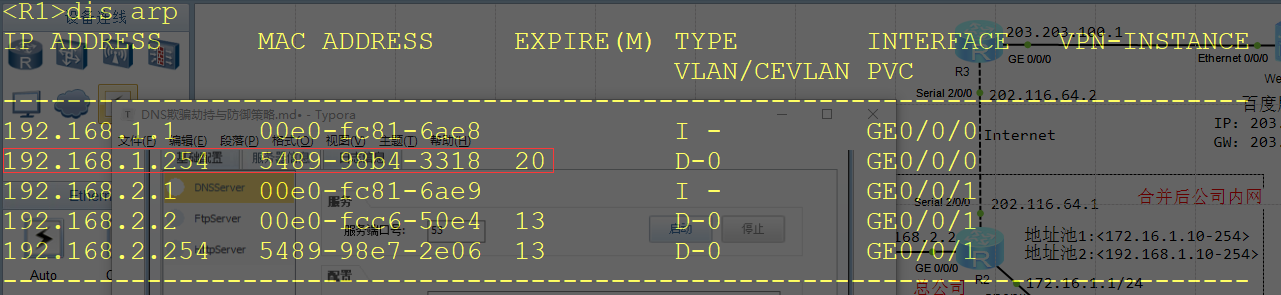 <R1>dis arp
设备连线
IP ADDRESS MAC ADDRESS EXPIRE(M) TYPE INTERFACE VPN-INSTANCE
VLAN/CEVLAN PVC
192.168.1.1 00e0-fc81-6ae8 I - GE0/0/0
192.168.1.254 5489-98b4-3318 20 D-0 GE0/0/0
192.168.2.1 00e0-fc81-6ae9 I - GE0/0/1
192.168.2.2 00e0-fcc6-50e4 13 D-0 GE0/0/1
192.168.2.254 5489-98e7-2e06 13 D-0 GE0/0/1
DNS欺骗劫持与防御策略.md• - Typora
文件(F) 编辑(E) 段落(P) 格式(O) 视图(V) 主题(T) 帮助(H)
DNSServer
FtpServer
服务
服务端口号: 53
启动
停止
配置
Auto
203.203.100.1
R3
GE 0/0/0
Ethernet 0/0/0
Serial 2/0/0
202.116.64.2
Internet
IP: 203.
GW: 203.
合并后公司内网
Serial 2/0/0
202.116.64.1
地址池1:<172.16.1.10-254>
地址池2:<192.168.1.10-254>
GE 0/0/0
R2
172.16.1.1/24
总公司